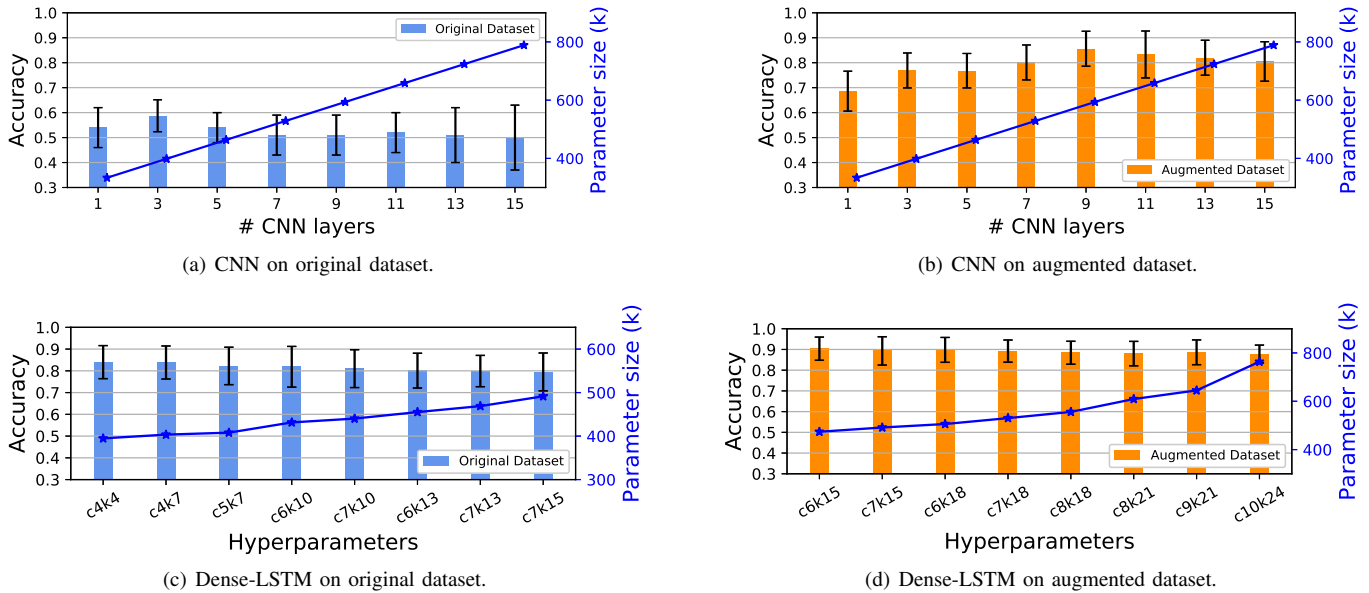 1.0
0.9
0.8
0.7
0.6
0.5
0.4
0.3
Accuracy
Original Dataset
800
600
400
Parameter size (k)
1 3 5 7 9 11 13 15
# CNN layers
(a) CNN on original dataset.
1.0
0.9
0.8
0.7
0.6
0.5
0.4
0.3
Accuracy
Augmented Dataset
800
600
400
Parameter size (k)
1 3 5 7 9 11 13 15
# CNN layers
(b) CNN on augmented dataset.
1.0
0.9
0.8
0.7
0.6
0.5
0.4
0.3
Accuracy
Original Dataset
600
500
400
300
Parameter size (k)
c4k4 c4k7 c5k7 c6k10 c7k10 c6k13 c7k13 c7k15
Hyperparameters
(c) Dense-LSTM on original dataset.
1.0
0.9
0.8
0.7
0.6
0.5
0.4
0.3
Accuracy
Augmented Dataset
800
600
400
Parameter size (k)
c6k15 c7k15 c6k18 c7k18 c8k18 c8k21 c9k21 c10k24
Hyperparameters
(d) Dense-LSTM on augmented dataset.